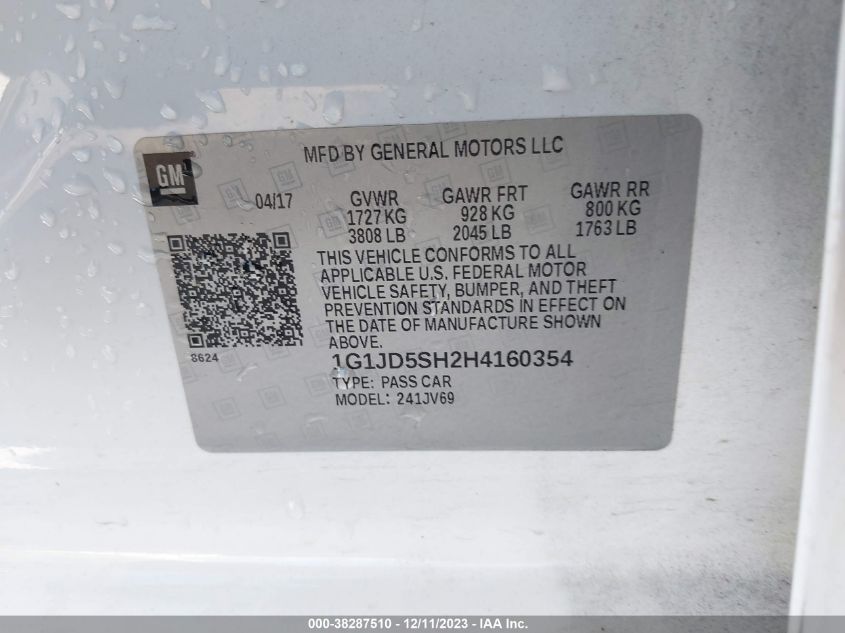 MFD BY GENERAL MOTORS LLC
GM
04/17
GVWR
1727 KG
3808 LB
GAWR FRT
928 KG
2045 LB
GAWR RR
800 KG
1763 LB
THIS VEHICLE CONFORMS TO ALL
APPLICABLE U.S. FEDERAL MOTOR
VEHICLE SAFETY, BUMPER, AND THEFT
PREVENTION STANDARDS IN EFFECT ON
THE DATE OF MANUFACTURE SHOWN
ABOVE.
8624
1G1JD5SH2H4160354
TYPE: PASS CAR
MODEL: 241JV69
000-38287510 - 12/11/2023 - IAA Inc.